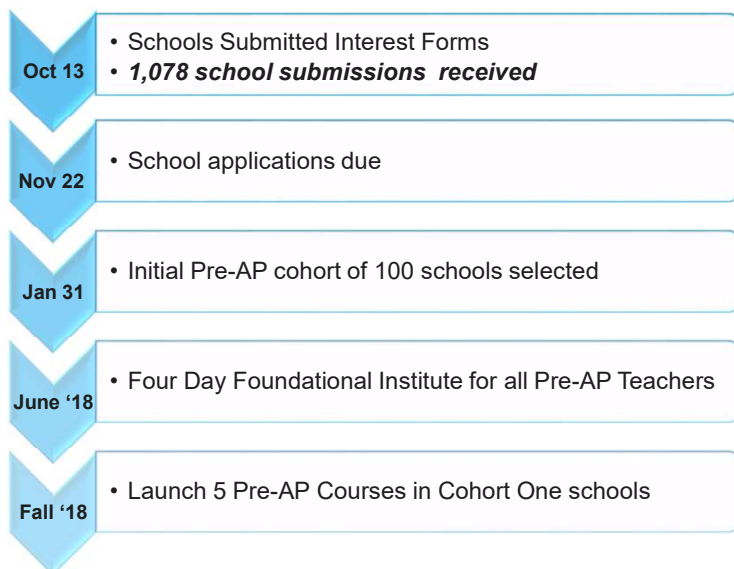 Oct 13
• Schools Submitted Interest Forms
• 1,078 school submissions  received
Nov 22
• School applications due
Jan 31
• Initial Pre-AP cohort of 100 schools selected
June ‘18
• Four Day Foundational Institute for all Pre-AP Teachers
Fall ‘18
• Launch 5 Pre-AP Courses in Cohort One schools